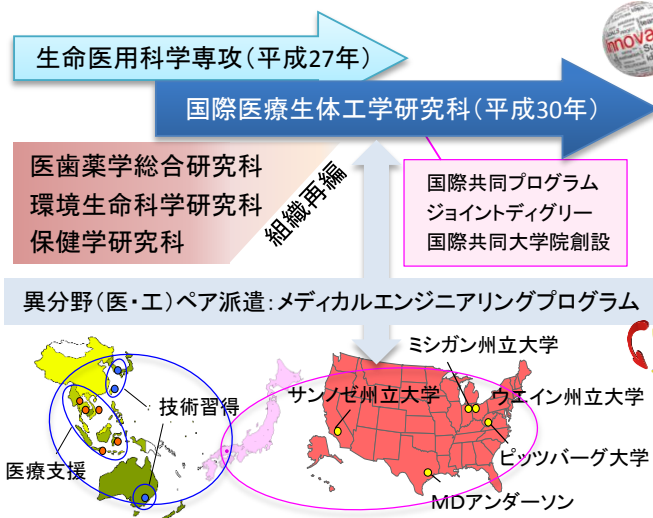 生命医用科学専攻(平成27年)
innova
国際医療生体工学研究科(平成30年)
医歯薬学総合研究科
環境生命科学研究科
保健学研究科
組織再編
国際共同プログラム
ジョイントディグリー
国際共同大学院創設
異分野(医・工)ペア派遣:メディカルエンジニアリングプログラム
ミシガン州立大学
サンノゼ州立大学
ウエイン州立大学
技術習得
医療支援
ピッツバーグ大学
MDアンダーソン